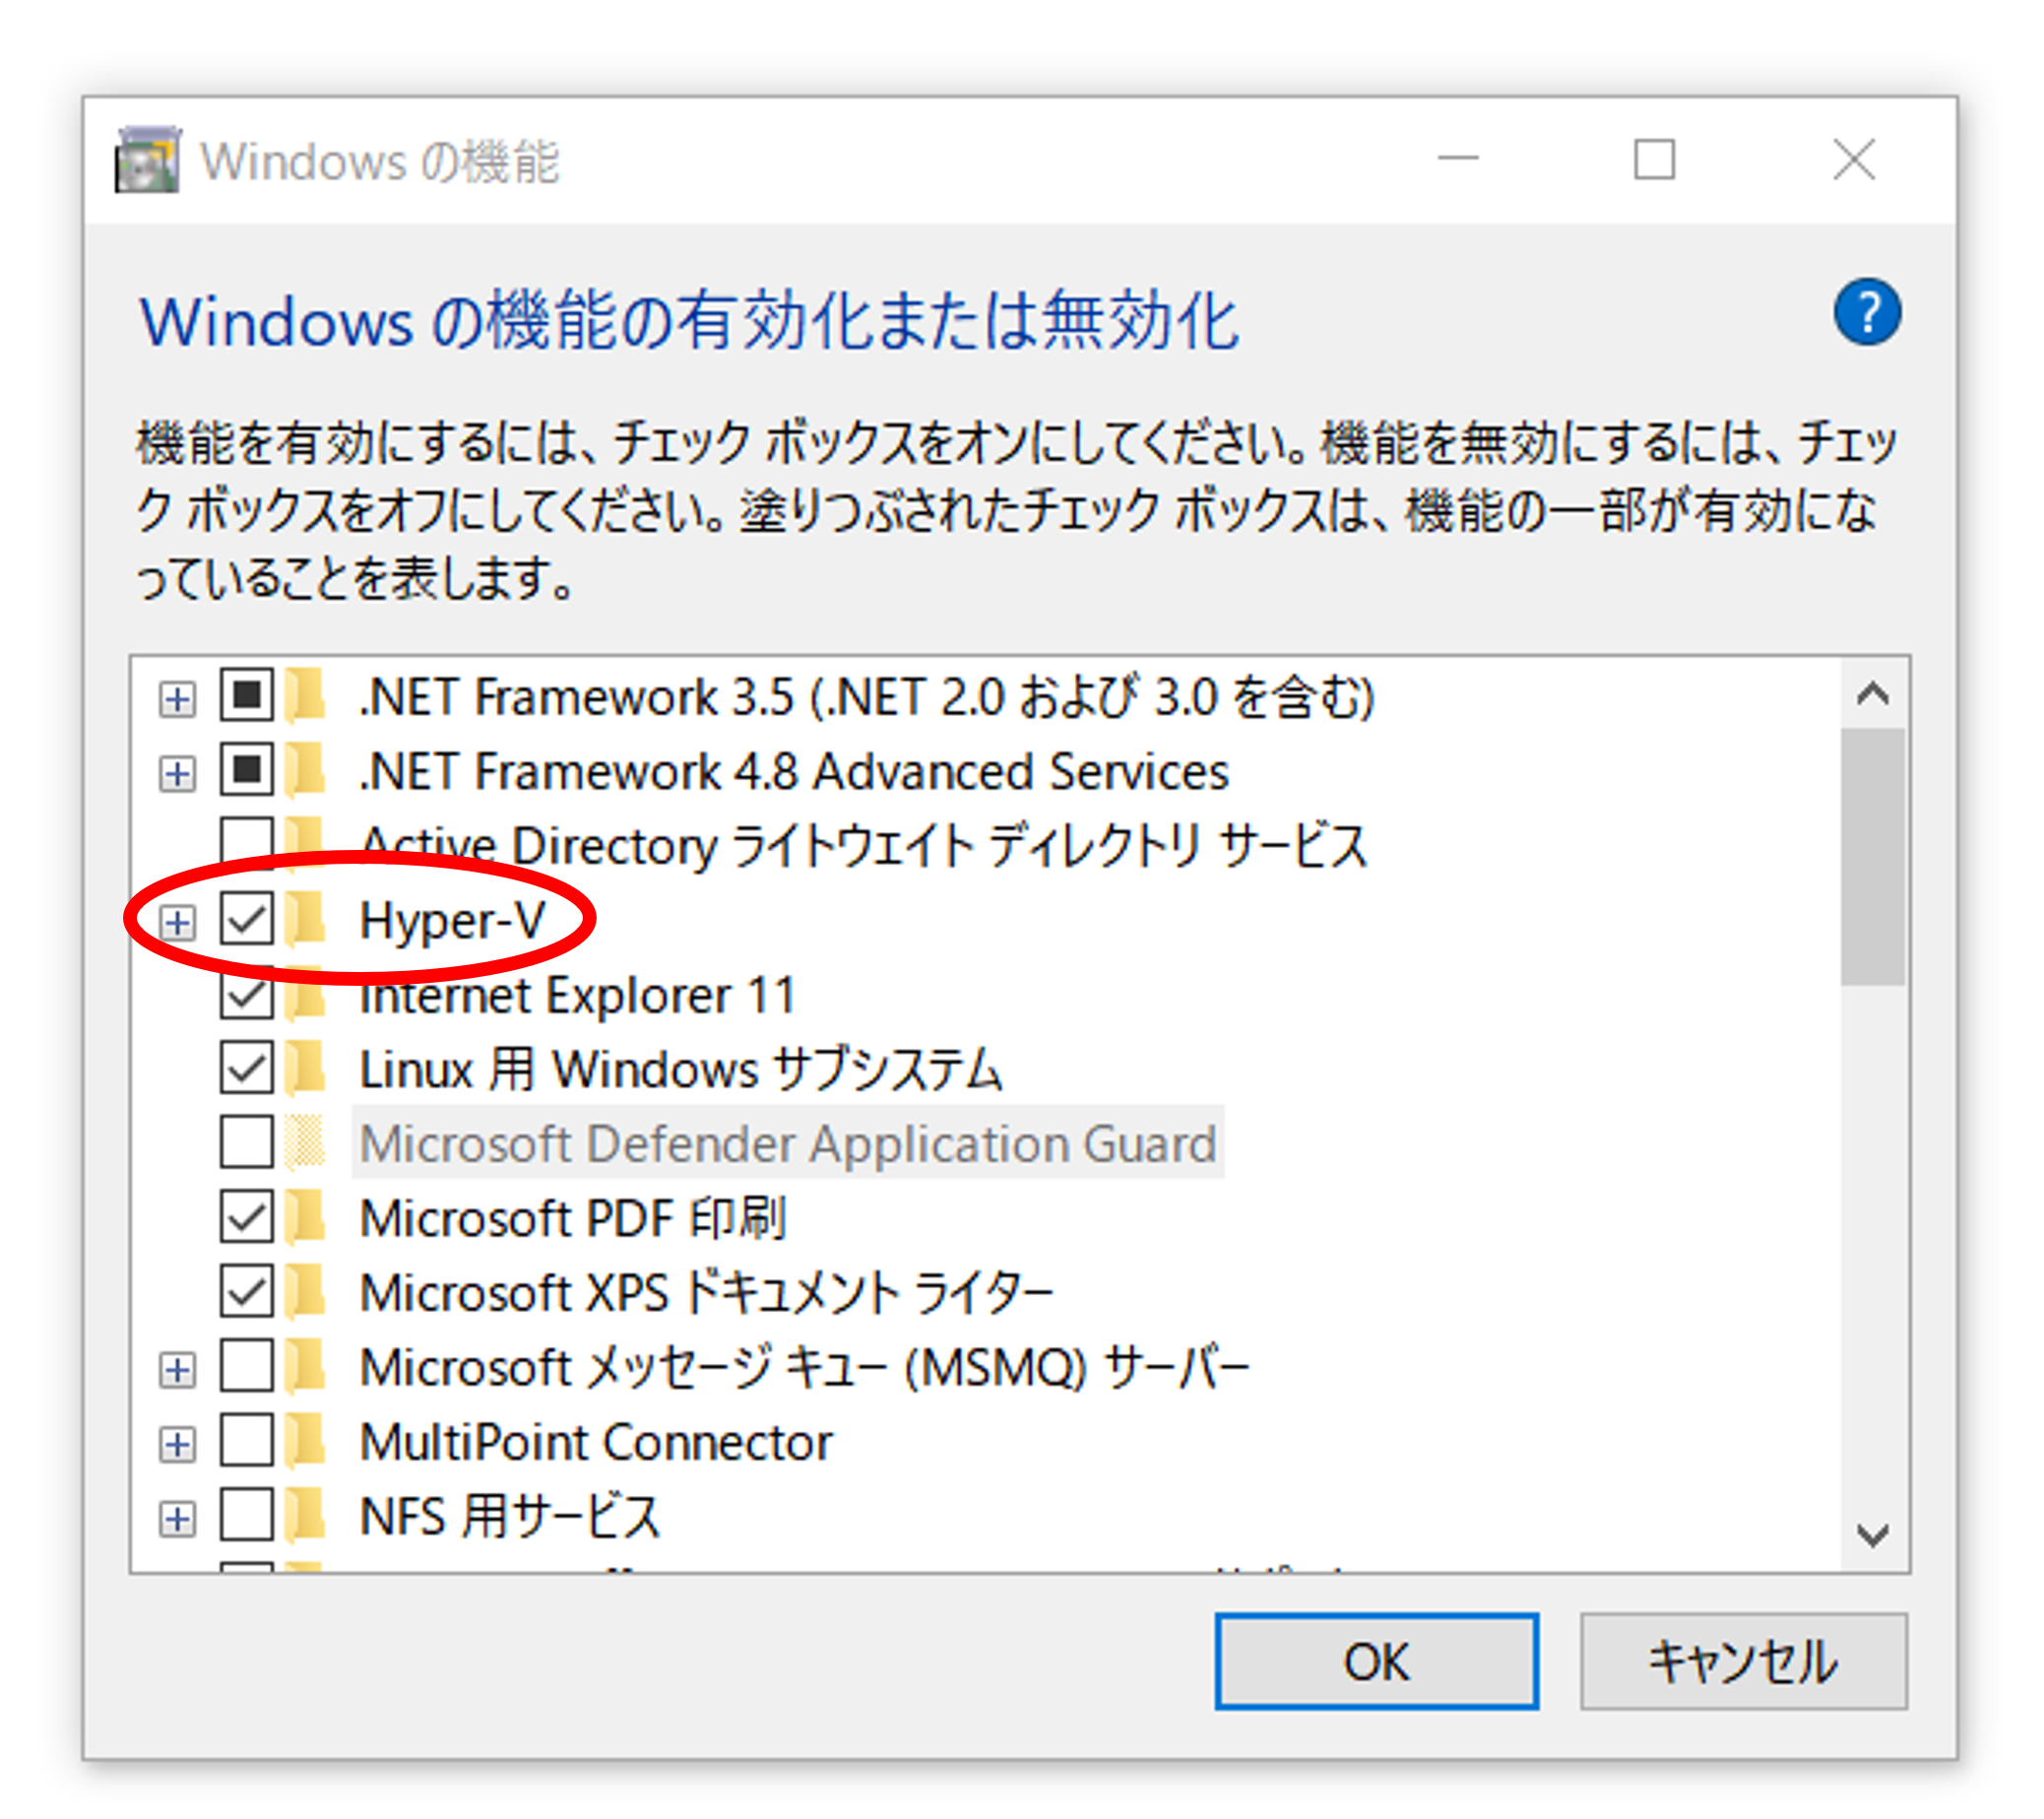 Windows の機能
Windows の機能の有効化または無効化
?
機能を有効にするには、チェック ボックスをオンにしてください。機能を無効にするには、チェッ
ク ボックスをオフにしてください。塗りつぶされたチェック ボックスは、機能の一部が有効にな
っていることを表します。
.NET Framework 3.5 (.NET 2.0 および 3.0 を含む)
.NET Framework 4.8 Advanced Services
Active Directory ライトウェイト ディレクトリ サービス
Hyper-V
Internet Explorer 11
Linux 用 Windows サブシステム
Microsoft Defender Application Guard
Microsoft PDF 印刷
Microsoft XPS ドキュメント ライター
Microsoft メッセージ キュー (MSMQ) サーバー
MultiPoint Connector
NFS 用サービス
OK
キャンセル